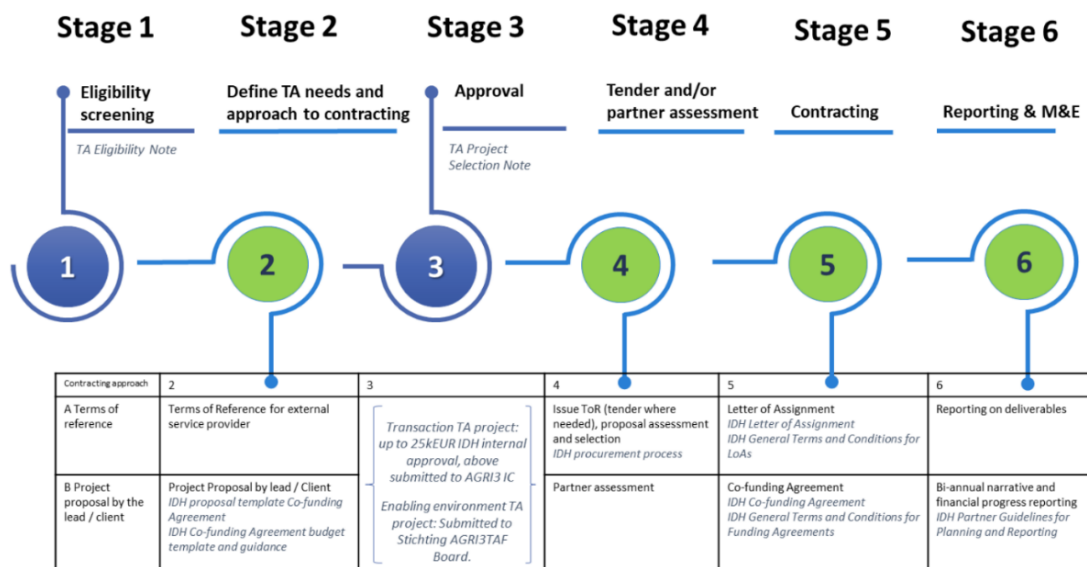 Stage 1
Stage 2
Stage 3
Stage 4
Stage 5
Stage 6
Eligibility
screening
TA Eligibility Note
Define TA needs and
approach to contracting
Approval
TA Project
Selection Note
Tender and/or
partner assessment
Contracting
Reporting & M&E
1
2
3
4
5
6
Contracting approach
2
3
4
5
6
A Terms of
reference
Terms of Reference for external
service provider
Transaction TA project:
up to 25kEUR IDH internal
approval, above
submitted to AGRI3 IC
Enabling environment TA
project: Submitted to
Stichting AGRI3TAF
Board.
Issue ToR (tender where
needed), proposal assessment
and selection
IDH procurement process
Letter of Assignment
IDH Letter of Assignment
IDH General Terms and Conditions for
LoAs
Reporting on deliverables
B Project
proposal by the
lead / client
Project Proposal by lead / Client
IDH proposal template Co-funding
Agreement
IDH Co-funding Agreement budget
template and guidance
Partner assessment
Co-funding Agreement
IDH Co-funding Agreement
IDH General Terms and Conditions for
Funding Agreements
Bi-annual narrative and
financial progress reporting
IDH Partner Guidelines for
Planning and Reporting